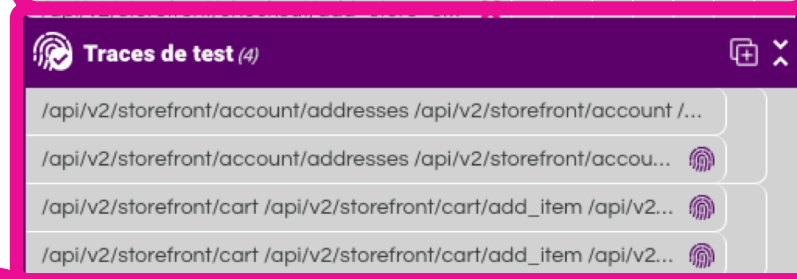 Traces de test (4)
/api/v2/storefront/account/addresses /api/v2/storefront/account /...
/api/v2/storefront/account/addresses /api/v2/storefront/accou...
/api/v2/storefront/cart /api/v2/storefront/cart/add_item /api/v2...
/api/v2/storefront/cart /api/v2/storefront/cart/add_item /api/v2...